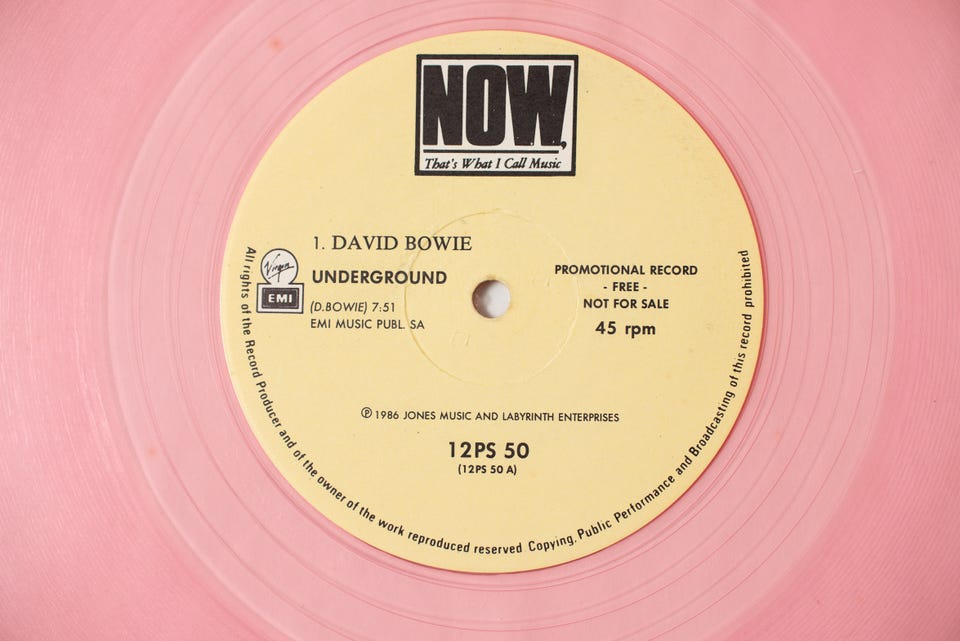 NOW,
That's What I Call Music
1. DAVID BOWIE
UNDERGROUND
(D.BOWIE) 7:51
EMI MUSIC PUBL. SA
Virgin
EMI
PROMOTIONAL RECORD
- FREE -
NOT FOR SALE
45 rpm
℗ 1986 JONES MUSIC AND LABYRINTH ENTERPRISES
12PS 50
(12PS 50 A)
All rights of the Record Producer and of the owner of the work reproduced reserved Copying, Public Performance and Broadcasting of this record prohibited